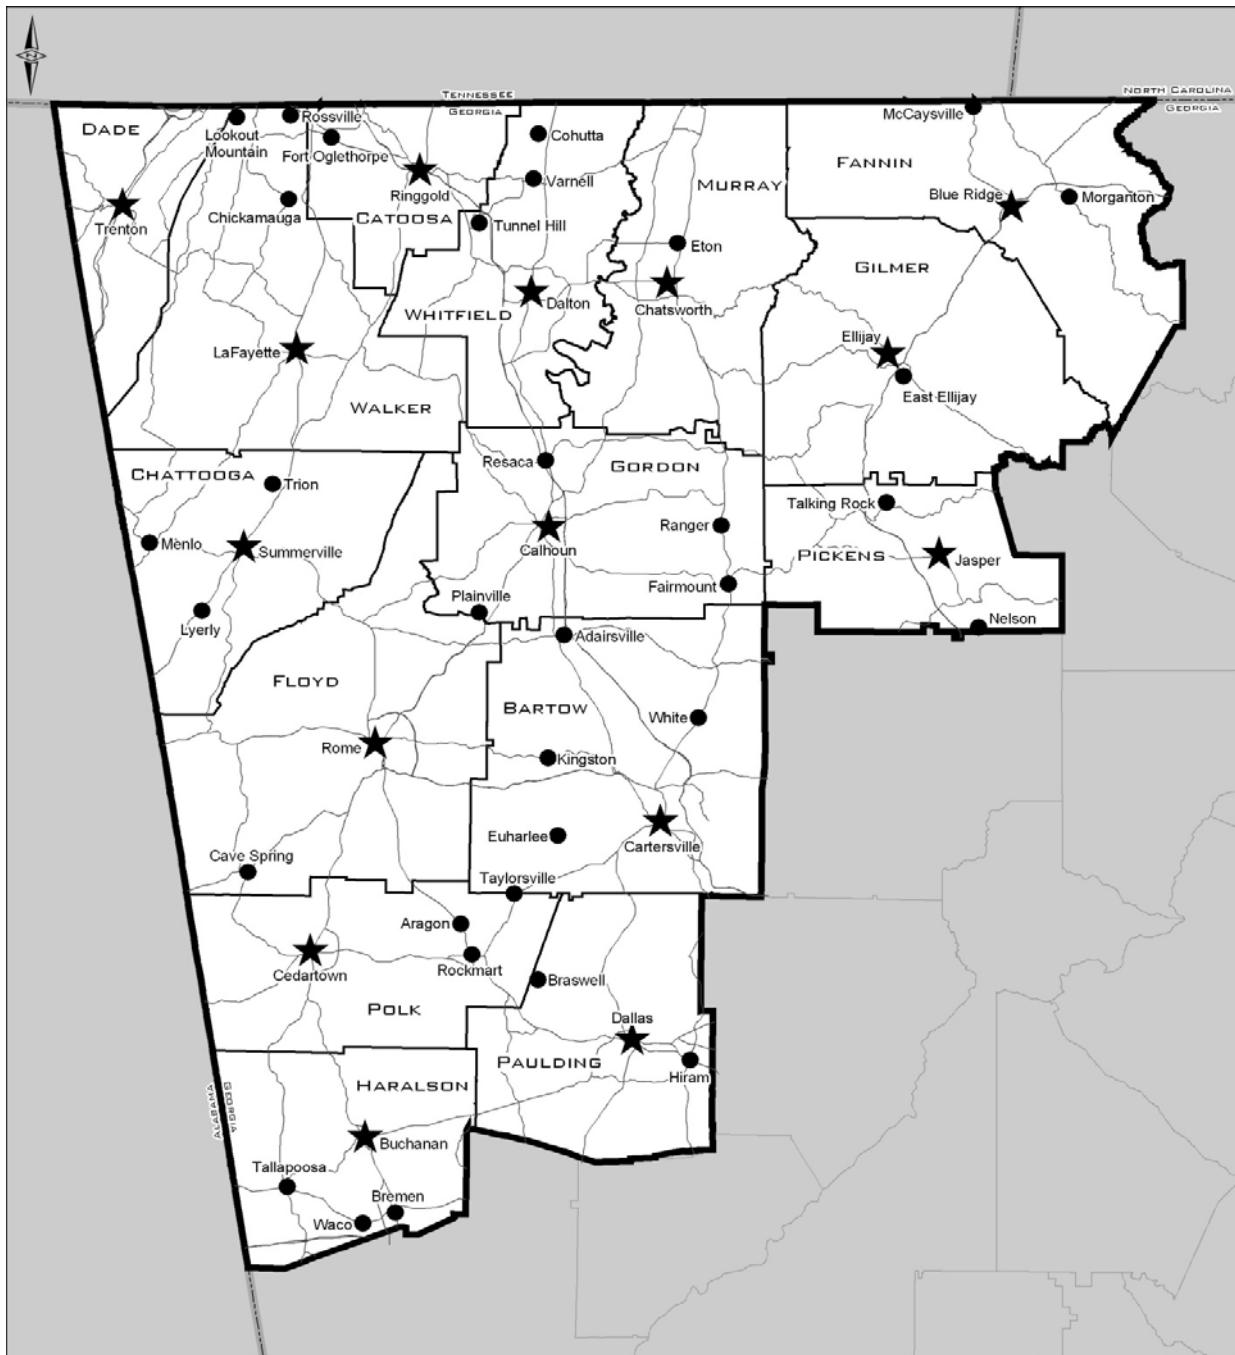 N
TENNESSEE
GEORGIA
NORTH CAROLINA
GEORGIA
DADE
Lookout
Mountain
Rossville
Fort Oglethorpe
Cohutta
McCaysville
FANNIN
Ringgold
Varnell
MURRAY
Blue Ridge
Morganton
Trenton
Chickamauga
CATOOSA
Tunnel Hill
Eton
GILMER
WHITFIELD
Dalton
Chatsworth
LaFayette
Ellijay
East Ellijay
WALKER
CHATTOOGA
Trion
Resaca
GORDON
Talking Rock
Menlo
Summerville
Calhoun
Ranger
PICKENS
Jasper
Fairmount
Lyerly
Plainville
Nelson
Adairsville
FLOYD
BARTOW
White
Rome
Kingston
Euharlee
Cartersville
Cave Spring
Taylorsville
Aragon
Cedartown
Rockmart
Braswell
POLK
Dallas
PAULDING
Hiram
HARALSON
ALABAMA
GEORGIA
Buchanan
Tallapoosa
Bremen
Waco